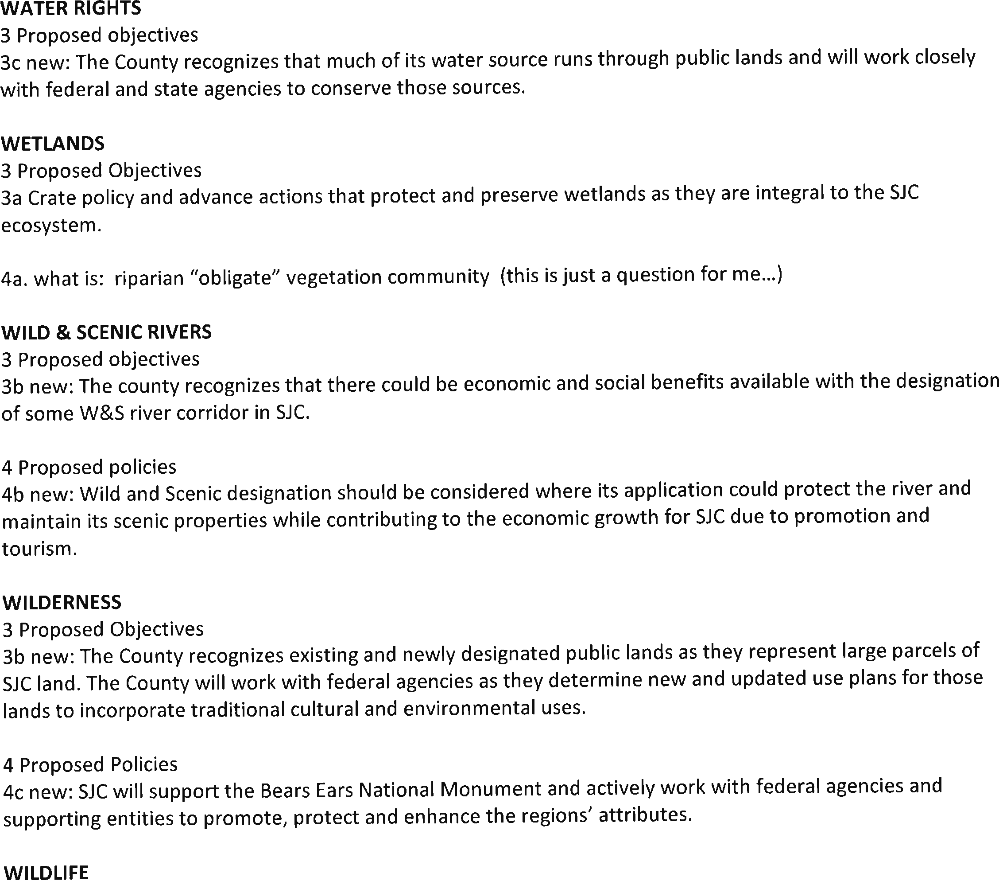 WATER RIGHTS
3 Proposed objectives
3c new: The County recognizes that much of its water source runs through public lands and will work closely
with federal and state agencies to conserve those sources.
WETLANDS
3 Proposed Objectives
3a Crate policy and advance actions that protect and preserve wetlands as they are integral to the SJC
ecosystem.
4a. what is:  riparian “obligate” vegetation community  (this is just a question for me...)
WILD & SCENIC RIVERS
3 Proposed objectives
3b new: The county recognizes that there could be economic and social benefits available with the designation
of some W&S river corridor in SJC.
4 Proposed policies
4b new: Wild and Scenic designation should be considered where its application could protect the river and
maintain its scenic properties while contributing to the economic growth for SJC due to promotion and
tourism.
WILDERNESS
3 Proposed Objectives
3b new: The County recognizes existing and newly designated public lands as they represent large parcels of
SJC land. The County will work with federal agencies as they determine new and updated use plans for those
lands to incorporate traditional cultural and environmental uses.
4 Proposed Policies
4c new: SJC will support the Bears Ears National Monument and actively work with federal agencies and
supporting entities to promote, protect and enhance the regions’ attributes.
WILDLIFE